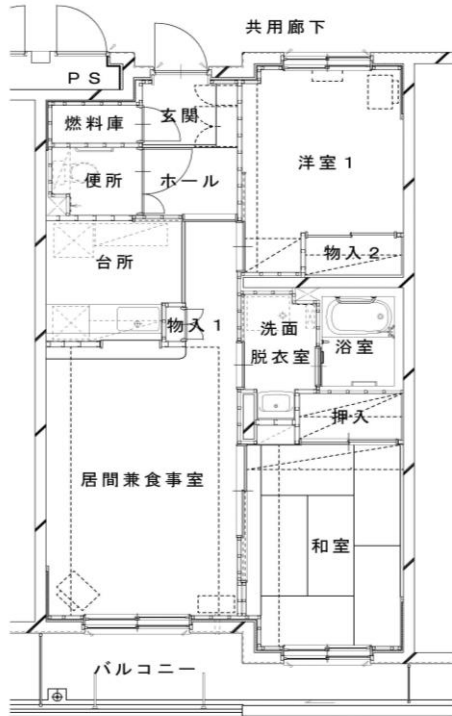 共用廊下
PS
玄関
燃料庫
洋室1
便所
ホール
台所
物入2
物入1
洗面
脱衣室
浴室
押入
居間兼食事室
和室
バルコニー